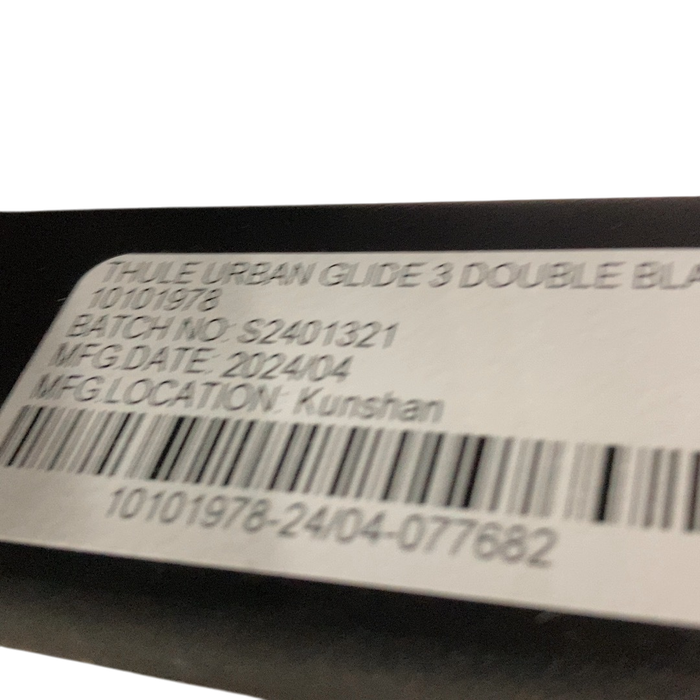 THULE URBAN GLIDE 3 DOUBLE BLA
10101978
BATCH NO: S2401321
MFG.DATE: 2024/04
MFG.LOCATION: Kunshan
10101978-24/04-077682